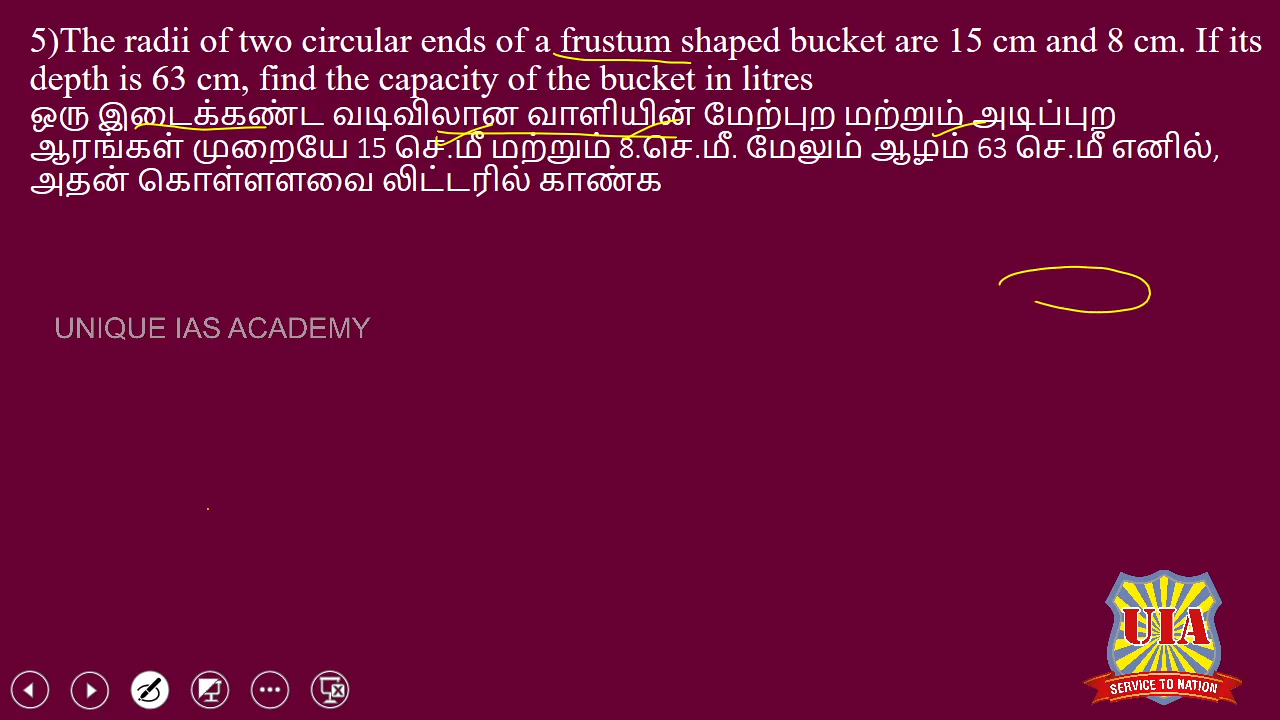 5)The radii of two circular ends of a frustum shaped bucket are 15 cm and 8 cm. If its
depth is 63 cm, find the capacity of the bucket in litres
ஒரு இடைக்கண்ட வடிவிலான வாளியின் மேற்புற மற்றும் அடிப்புற
ஆரங்கள் முறையே 15 செ.மீ மற்றும் 8.செ.மீ. மேலும் ஆழம் 63 செ.மீ எனில்,
அதன் கொள்ளளவை லிட்டரில் காண்க
UNIQUE IAS ACADEMY
UIA
SERVICE TO NATION